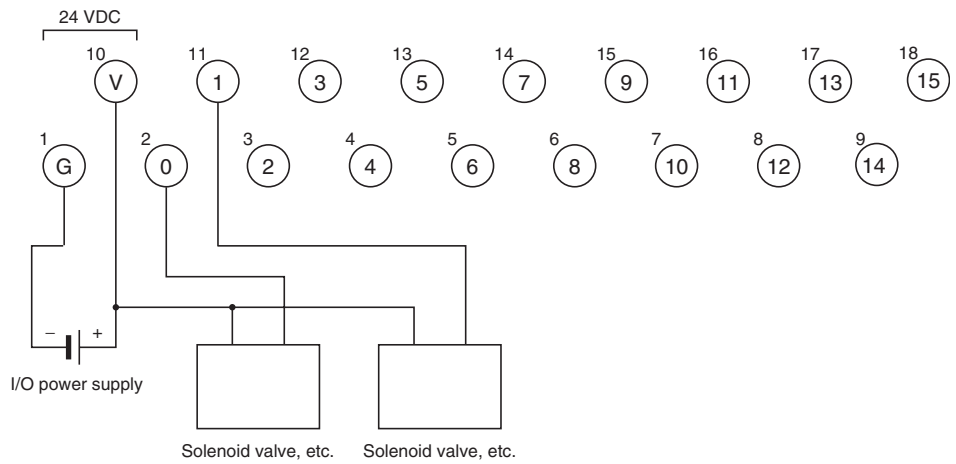 24 VDC
10 11 12 13 14 15 16 17 18
V 1 3 5 7 9 11 13 15
1 2 3 4 5 6 7 8 9
G 0 2 4 6 8 10 12 14
− +
I/O power supply
Solenoid valve, etc. Solenoid valve, etc.